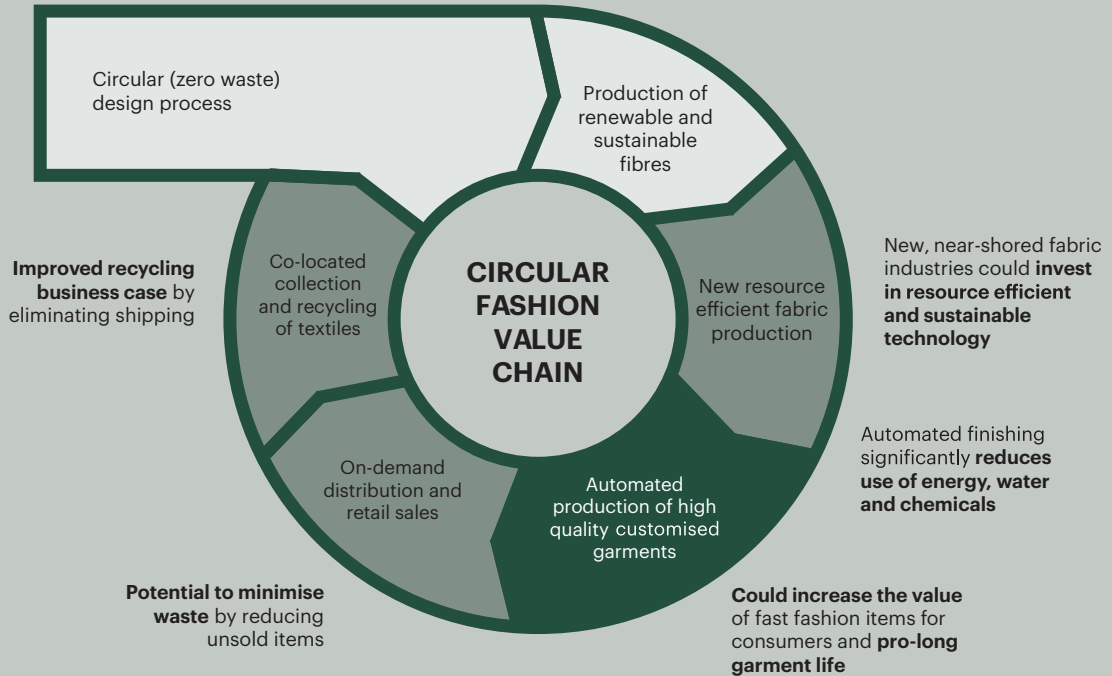 Circular (zero waste)
design process
Production of
renewable and
sustainable
fibres
New resource
efficient fabric
production
New, near-shored fabric
industries could invest
in resource efficient
and sustainable
technology
Automated finishing
significantly reduces
use of energy, water
and chemicals
Automated
production of high
quality customised
garments
Could increase the value
of fast fashion items for
consumers and pro-long
garment life
On-demand
distribution and
retail sales
Potential to minimise
waste by reducing
unsold items
Co-located
collection
and recycling
of textiles
Improved recycling
business case by
eliminating shipping
CIRCULAR
FASHION
VALUE
CHAIN